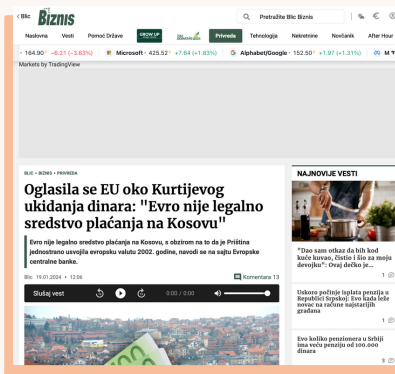 ‹ Blic Biznis
Pretražite Blic Biznis
Naslovna Vesti Pomoć Države GROW UP Privreda Tehnologija Nekretnine Novčanik After Hour
164.90 −6.21 (−3.63%) Microsoft 425.52 +7.64 (+1.83%) Alphabet/Google 152.50 +1.97 (+1.31%) M
Markets by TradingView
BLIC • BIZNIS • PRIVREDA
Oglasila se EU oko Kurtijevog
ukidanja dinara: "Evro nije legalno
sredstvo plaćanja na Kosovu"
Evro nije legalno sredstvo plaćanja na Kosovu, s obzirom na to da je Priština
jednostrano usvojila evropsku valutu 2002. godine, navodi se na sajtu Evropske
centralne banke.
Blic 19.01.2024 • 12:06 Komentara 13
Slušaj vest 0:00 / 0:00
NAJNOVIJE VESTI
"Dao sam otkaz da bih kod
kuće kuvao, čistio i šio za moju
devojku": Ovaj dečko je...
1
Uskoro počinje isplata penzija u
Republici Srpskoj: Evo kada leže
novac na račune najstarijih
građana
1
Evo koliko penzionera u Srbiji
ima veću penziju od 100.000
dinara
3